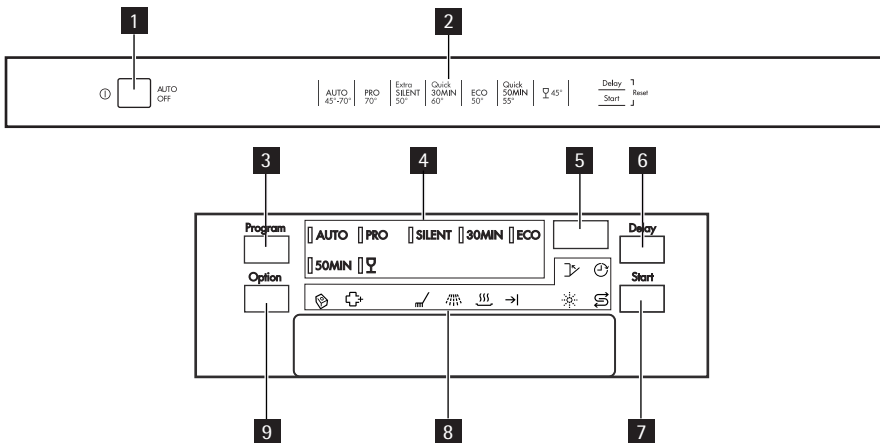 1
2
AUTO
OFF
AUTO
45°-70°
PRO
70°
Extra
SILENT
50°
Quick
30MIN
60°
ECO
50°
Quick
50MIN
55°
45°
Delay
Start
Reset
3
4
5
6
Program
AUTO PRO SILENT 30MIN ECO
Delay
50MIN
Option
Start
9
8
7